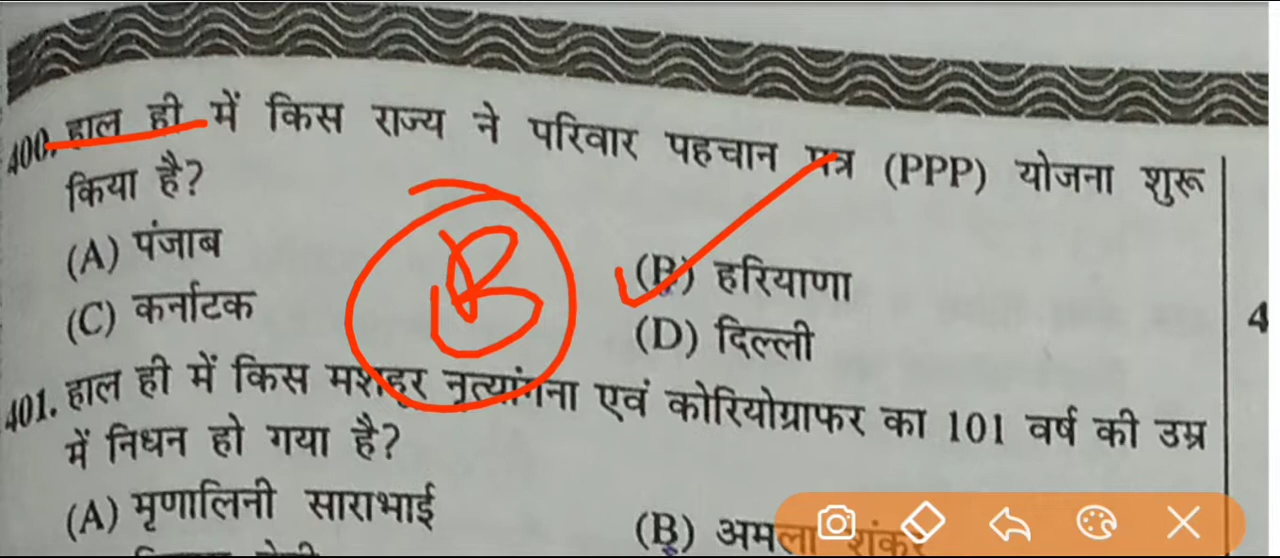 400. हाल ही में किस राज्य ने परिवार पहचान पत्र (PPP) योजना शुरू
किया है?
(A) पंजाब
(B) हरियाणा
(C) कर्नाटक
(D) दिल्ली
B
401. हाल ही में किस मशहूर नृत्यांगना एवं कोरियोग्राफर का 101 वर्ष की उम्र
में निधन हो गया है?
(A) मृणालिनी साराभाई
(B) अमला शंकर
4